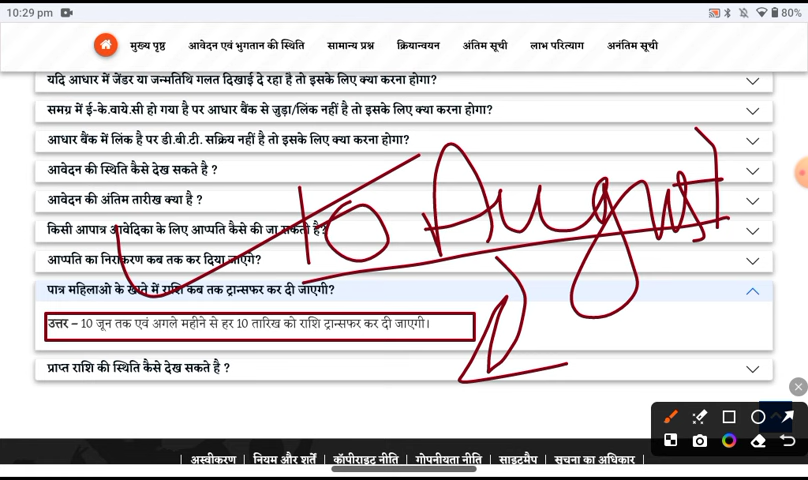 10:29 pm
80%
मुख्य पृष्ठ आवेदन एवं भुगतान की स्थिति सामान्य प्रश्न क्रियान्वयन अंतिम सूची लाभ परित्याग अनंतिम सूची
यदि आधार में जेंडर या जन्मतिथि गलत दिखाई दे रहा है तो इसके लिए क्या करना होगा?
समग्र में ई-के.वाये.सी हो गया है पर आधार बैंक से जुड़ा/लिंक नहीं है तो इसके लिए क्या करना होगा?
आधार बैंक में लिंक है पर डी.बी.टी. सक्रिय नहीं है तो इसके लिए क्या करना होगा?
आवेदन की स्थिति कैसे देख सकते है ?
आवेदन की अंतिम तारीख क्या है ?
10 August
किसी आपात्र आवेदिका के लिए आप्पति कैसे की जा सकती है?
आप्पति का निराकरण कब तक कर दिया जाएंगे?
पात्र महिलाओ के खाते में राशि कब तक ट्रान्सफर कर दी जाएगी?
उत्तर – 10 जून तक एवं अगले महीने से हर 10 तारिख को राशि ट्रान्सफर कर दी जाएगी।
प्राप्त राशि की स्थिति कैसे देख सकते है ?
अस्वीकरण | नियम और शर्तें | कॉपीराइट नीति | गोपनीयता नीति | साइटमैप | सूचना का अधिकार |